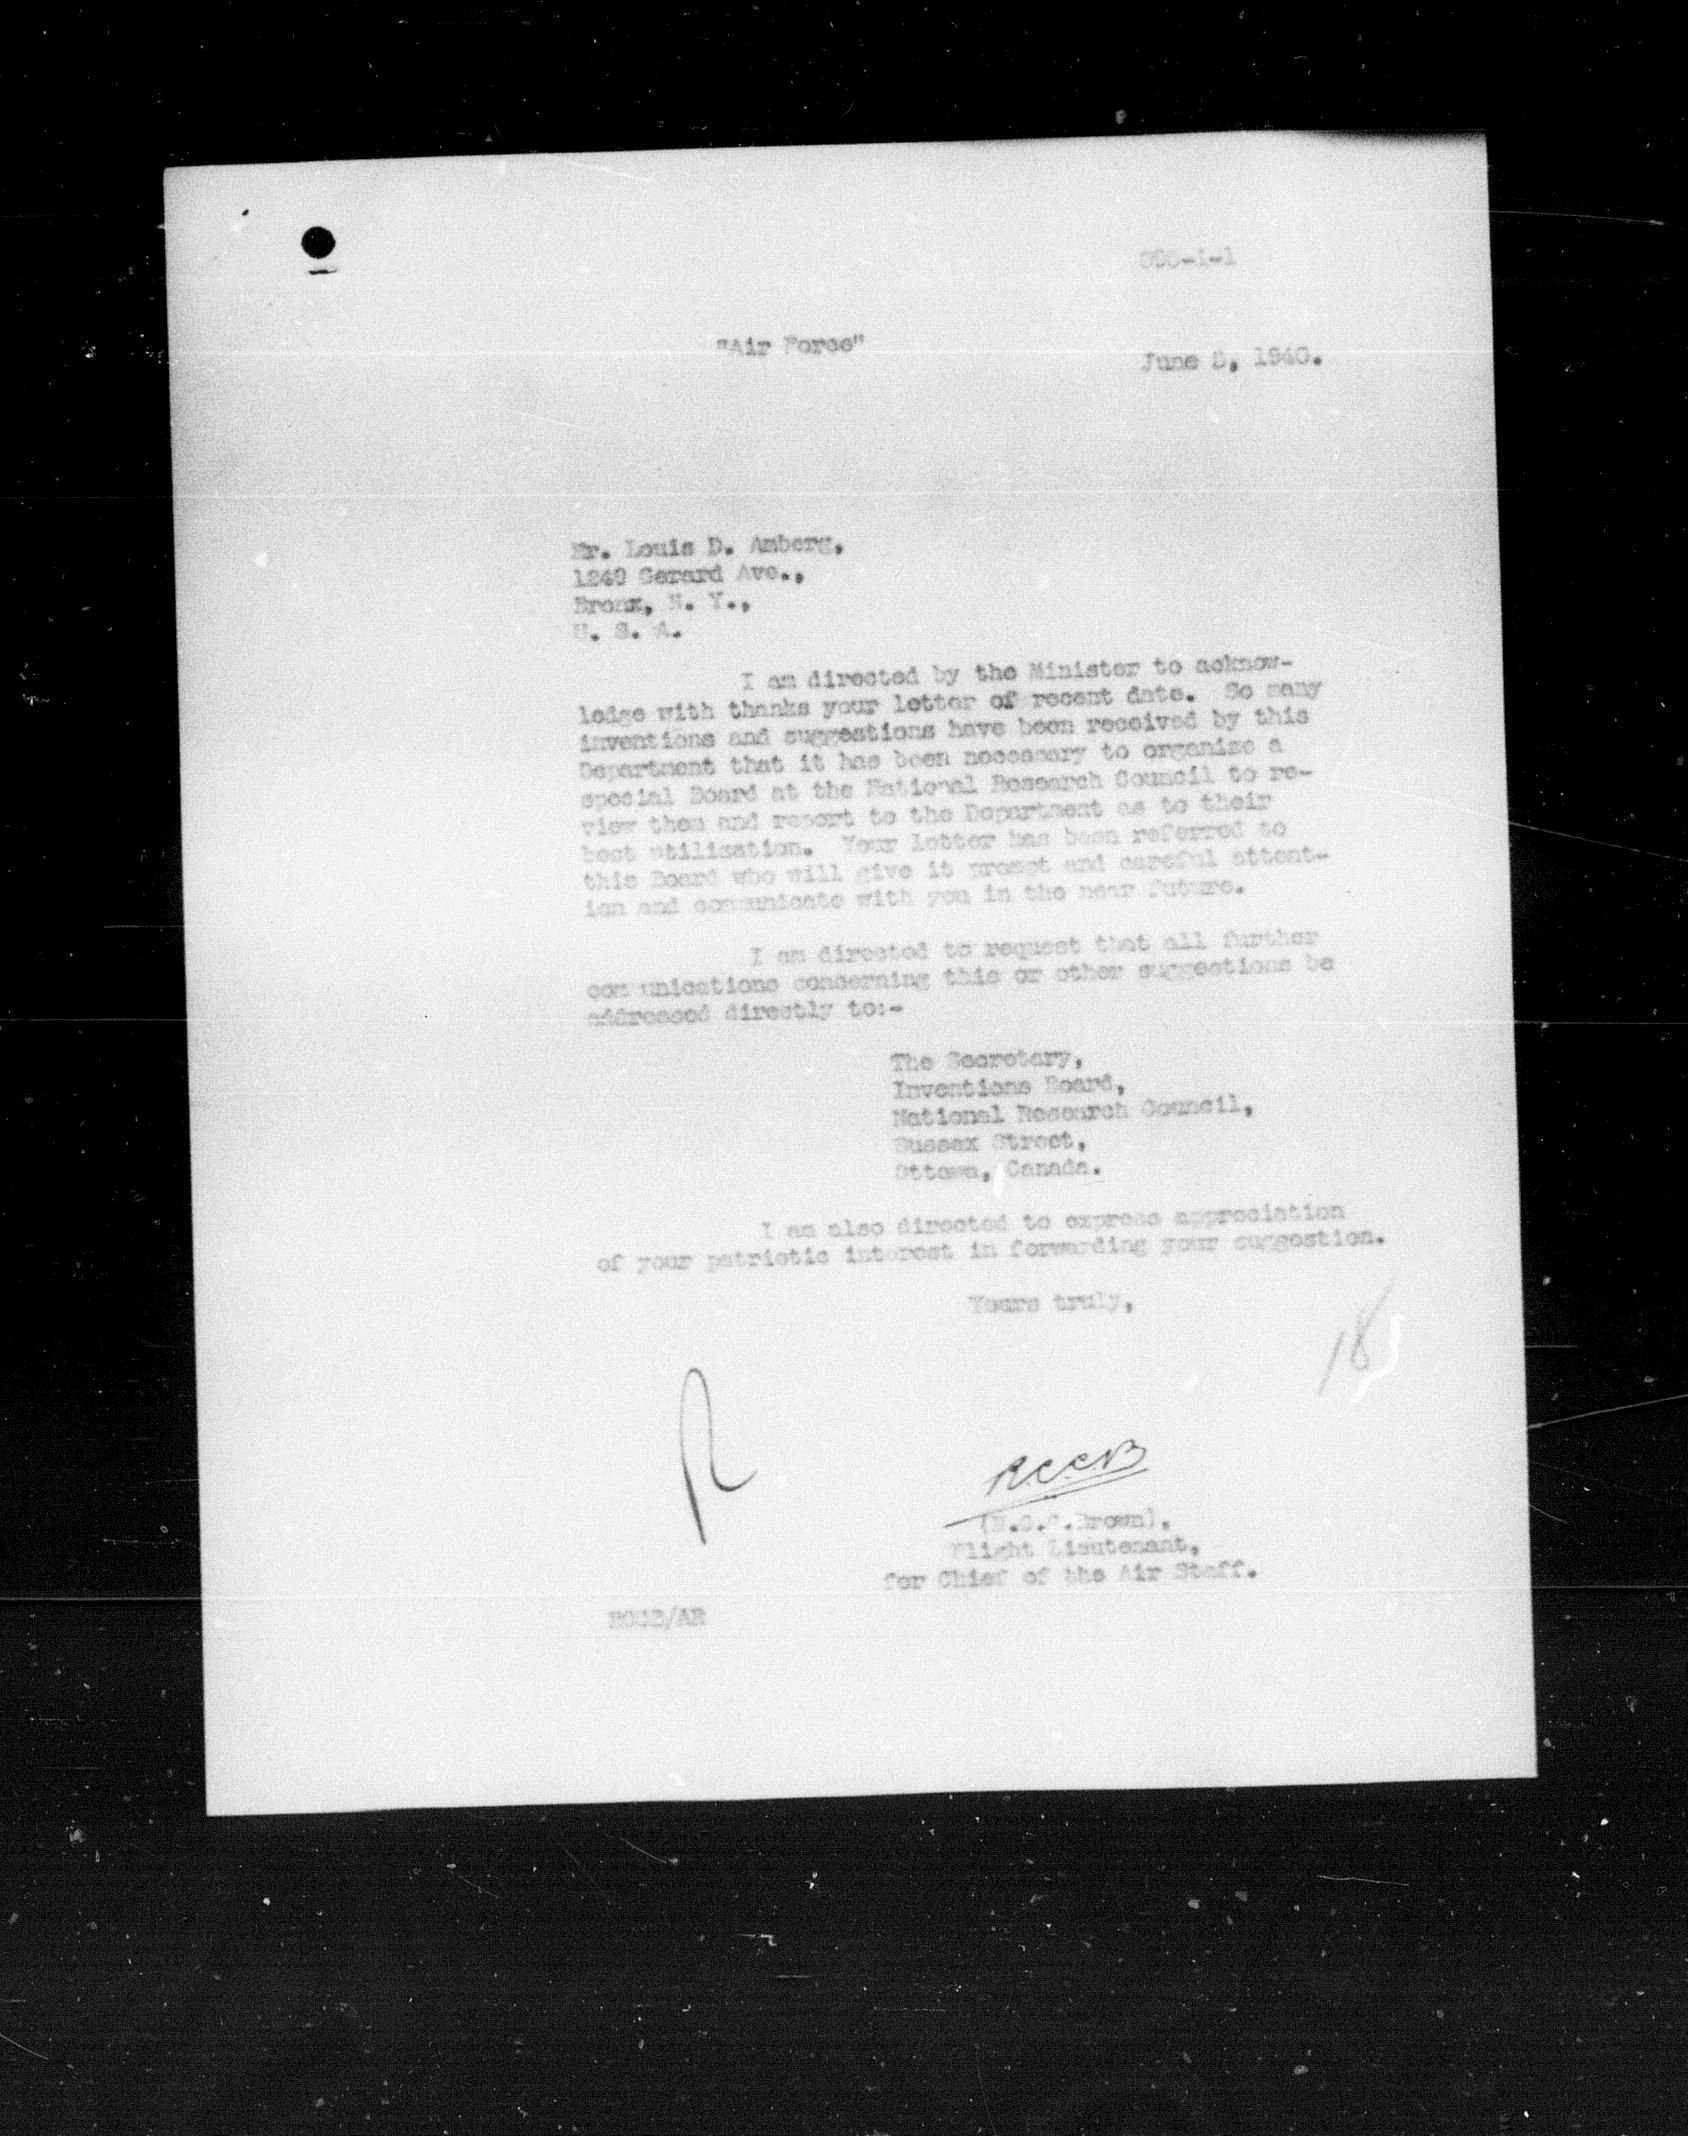 "Air Force"
June 5, 1940.
Mr. Louis D. Amberg,
1249 Gerard Ave.,
Bronx, N. Y.,
U. S. A.
I am directed by the Minister to acknow-
ledge with thanks your letter of recent date. So many
inventions and suggestions have been received by this
Department that it has been necessary to organize a
special Board at the National Research Council to re-
view them and report to the Department as to their
best utilization. Your letter has been referred to
this Board who will give it prompt and careful attent-
ion and communicate with you in the near future.
I am directed to request that all further
communications concerning this or other suggestions be
addressed directly to:-
The Secretary,
Inventions Board,
National Research Council,
Sussex Street,
Ottawa, Canada.
I am also directed to express appreciation
of your patriotic interest in forwarding your suggestion.
Yours truly,
18
R
RCCB
(R.C.C.Brown),
Flight Lieutenant,
for Chief of the Air Staff.
RCCB/AR